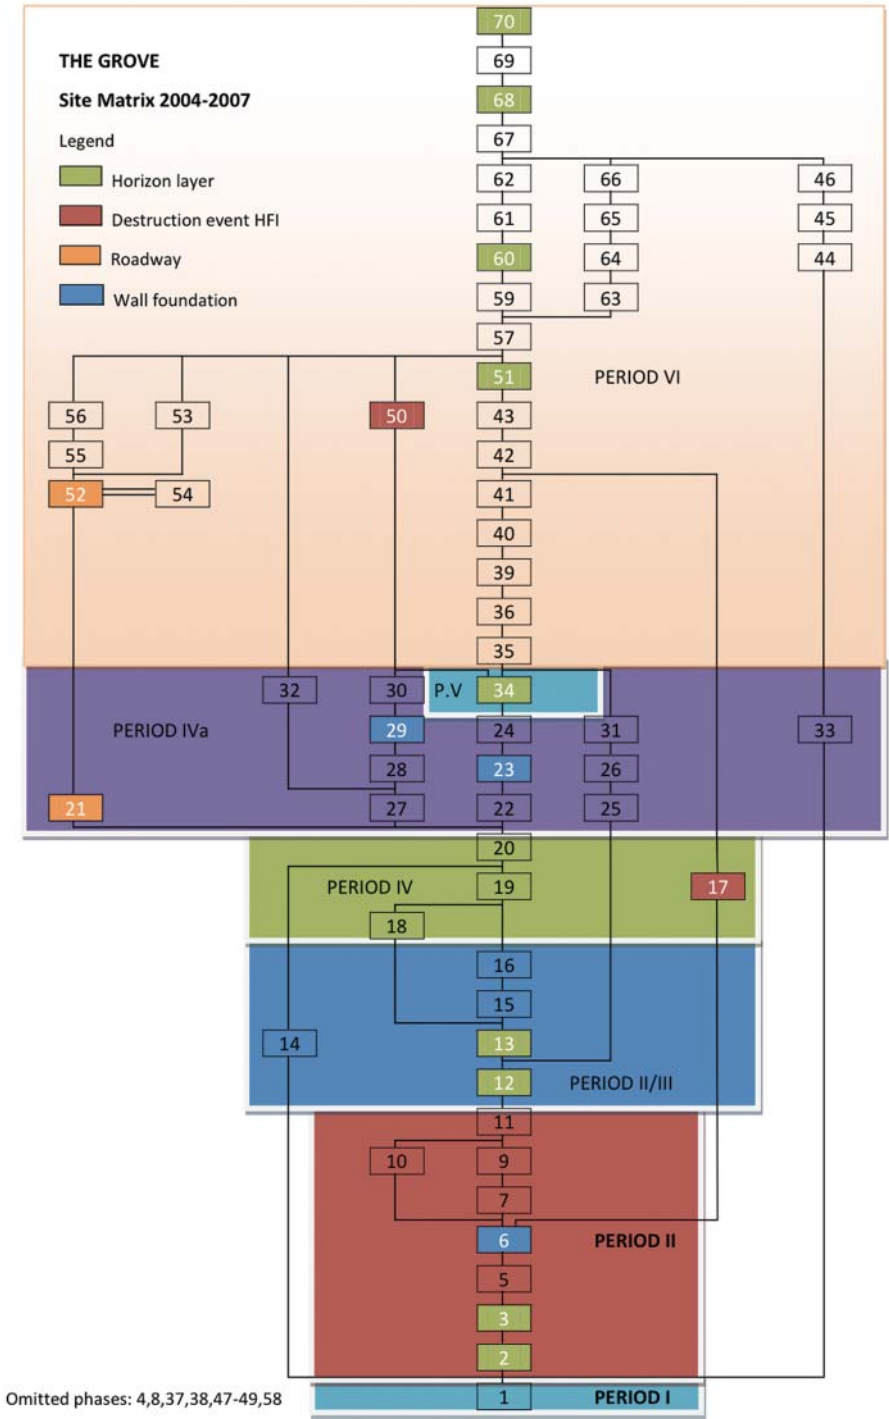 70
THE GROVE 69
Site Matrix 2004-2007 68
Legend 67
Horizon layer 62 66 46
Destruction event HFI 61 65 45
Roadway 60 64 44
Wall foundation 59 63
57
51 PERIOD VI
56 53 50 43
55 42
52 54 41
40
39
36
35
32 30 P.V 34
PERIOD IVa 29 24 31 33
28 23 26
21 27 22 25
20
PERIOD IV 19 17
18
16
15
14 13
12 PERIOD II/III
11
10 9
7
6 PERIOD II
5
3
2
Omitted phases: 4,8,37,38,47-49,58 1 PERIOD I